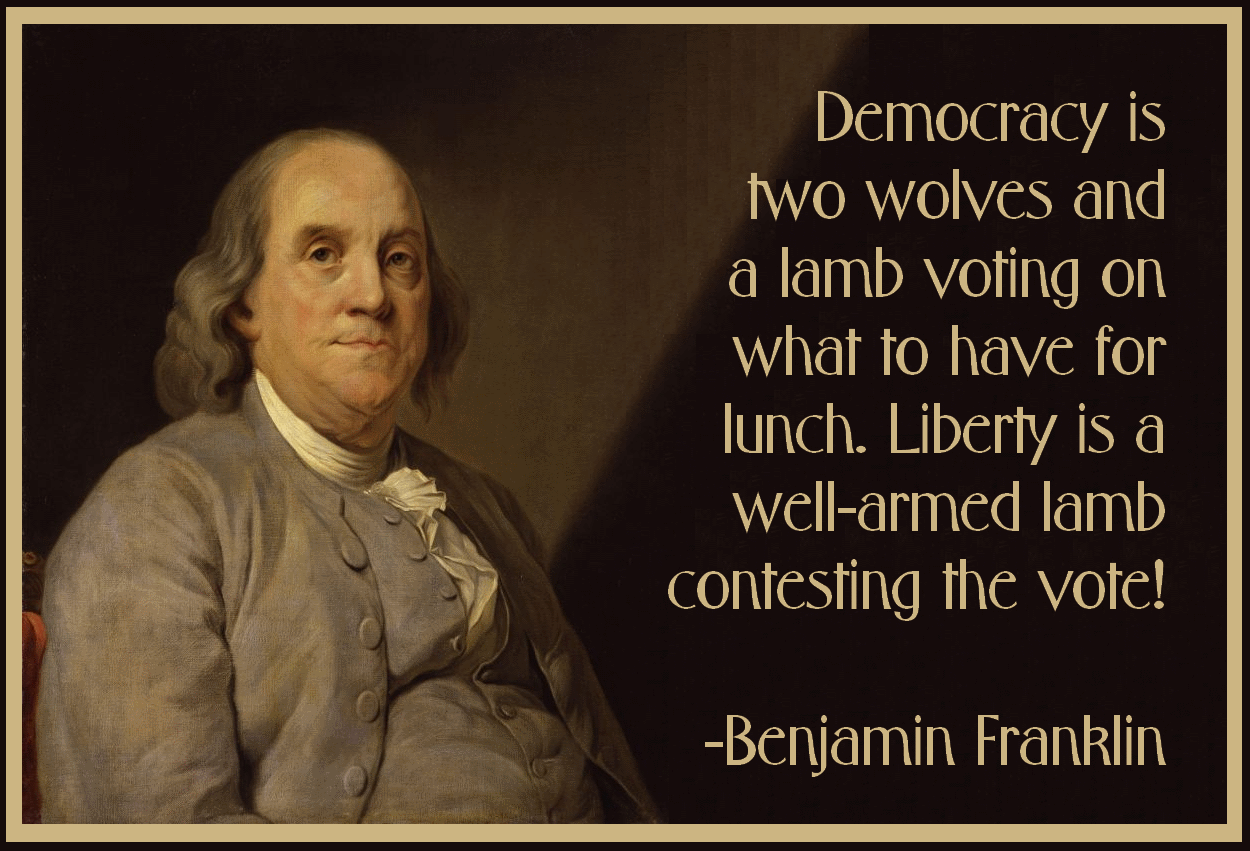 Democracy is
two wolves and
a lamb voting on
what to have for
lunch. Liberty is a
well-armed lamb
contesting the vote!
-Benjamin Franklin